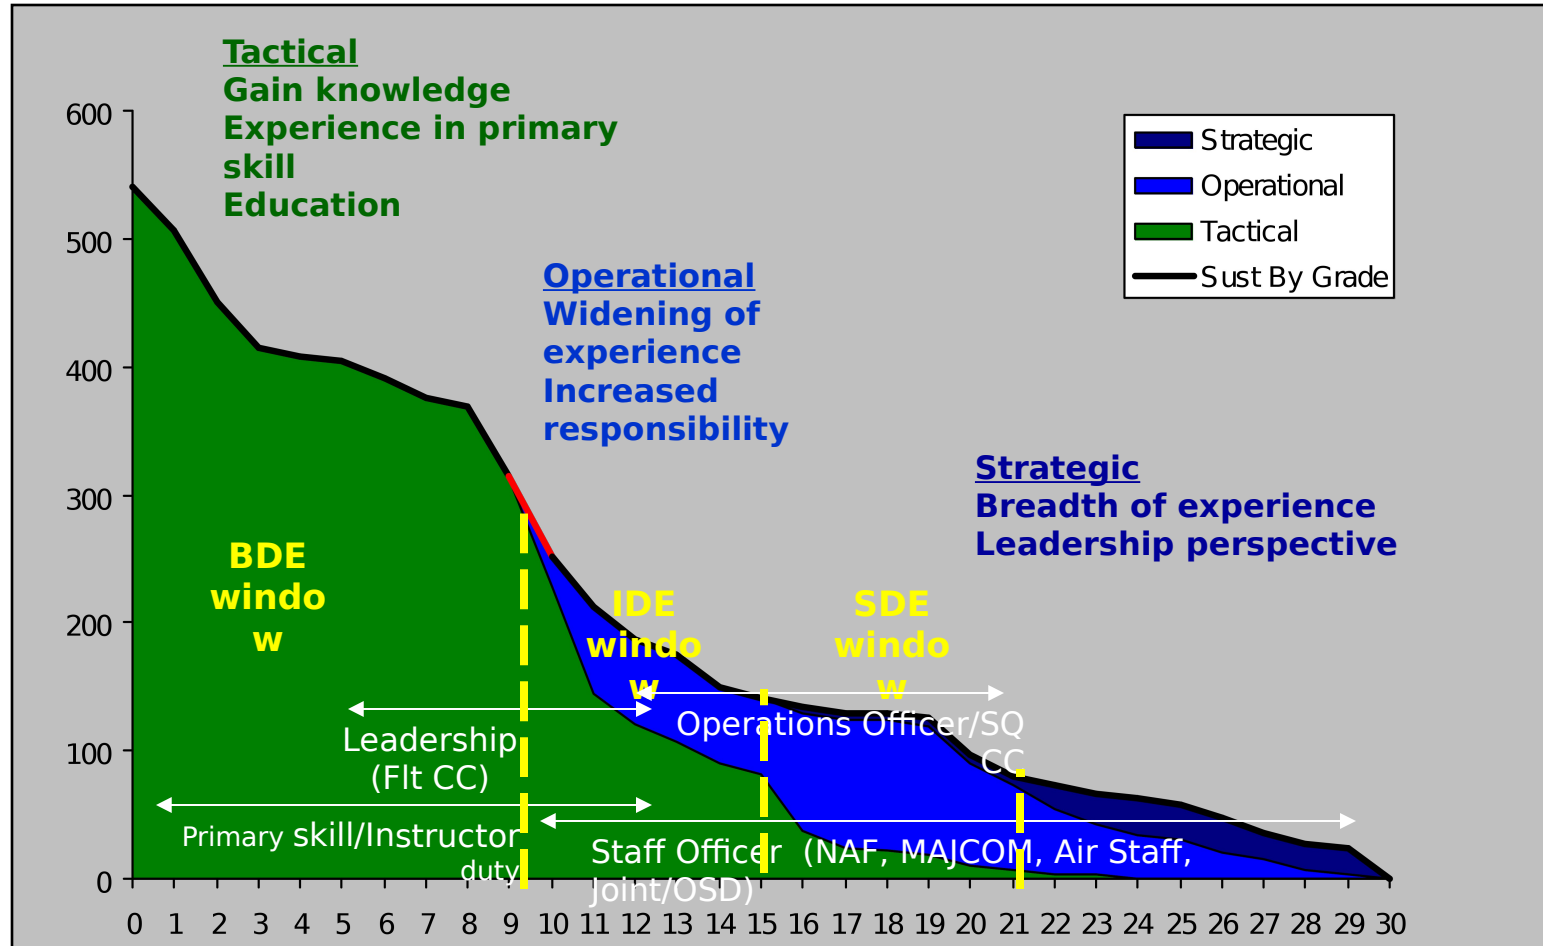 Tactical
Gain knowledge
Experience in primary
skill
Education
600
500
400
300
200
100
0
Strategic
Operational
Tactical
Sust By Grade
Operational
Widening of
experience
Increased
responsibility
Strategic
Breadth of experience
Leadership perspective
BDE
windo
w
IDE
windo
w
SDE
windo
w
Operations Officer/SQ
CC
Leadership
(Flt CC)
Primary skill/Instructor
duty
Staff Officer (NAF, MAJCOM, Air Staff,
Joint/OSD)
0 1 2 3 4 5 6 7 8 9 10 11 12 13 14 15 16 17 18 19 20 21 22 23 24 25 26 27 28 29 30